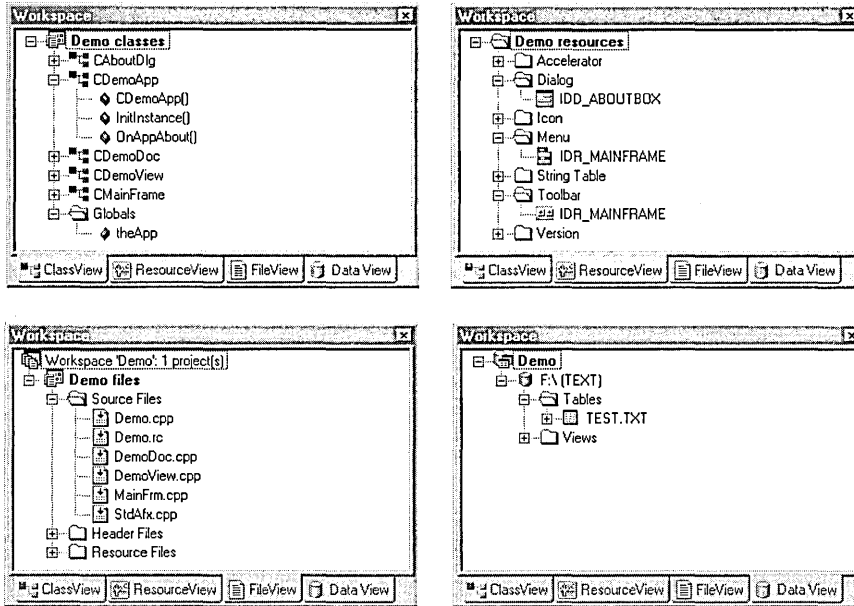 Workspace
Demo classes
CAboutDlg
CDemoApp
CDemoApp()
InitInstance()
OnAppAbout()
CDemoDoc
CDemoView
CMainFrame
Globals
theApp
ClassView ResourceView FileView Data View
Workspace
Demo resources
Accelerator
Dialog
IDD_ABOUTBOX
Icon
Menu
IDR_MAINFRAME
String Table
Toolbar
IDR_MAINFRAME
Version
ClassView ResourceView FileView Data View
Workspace
Workspace 'Demo': 1 project(s)
Demo files
Source Files
Demo.cpp
Demo.rc
DemoDoc.cpp
DemoView.cpp
MainFrm.cpp
StdAfx.cpp
Header Files
Resource Files
ClassView ResourceView FileView Data View
Workspace
Demo
F:\ (TEXT)
Tables
TEST.TXT
Views
ClassView ResourceView FileView Data View